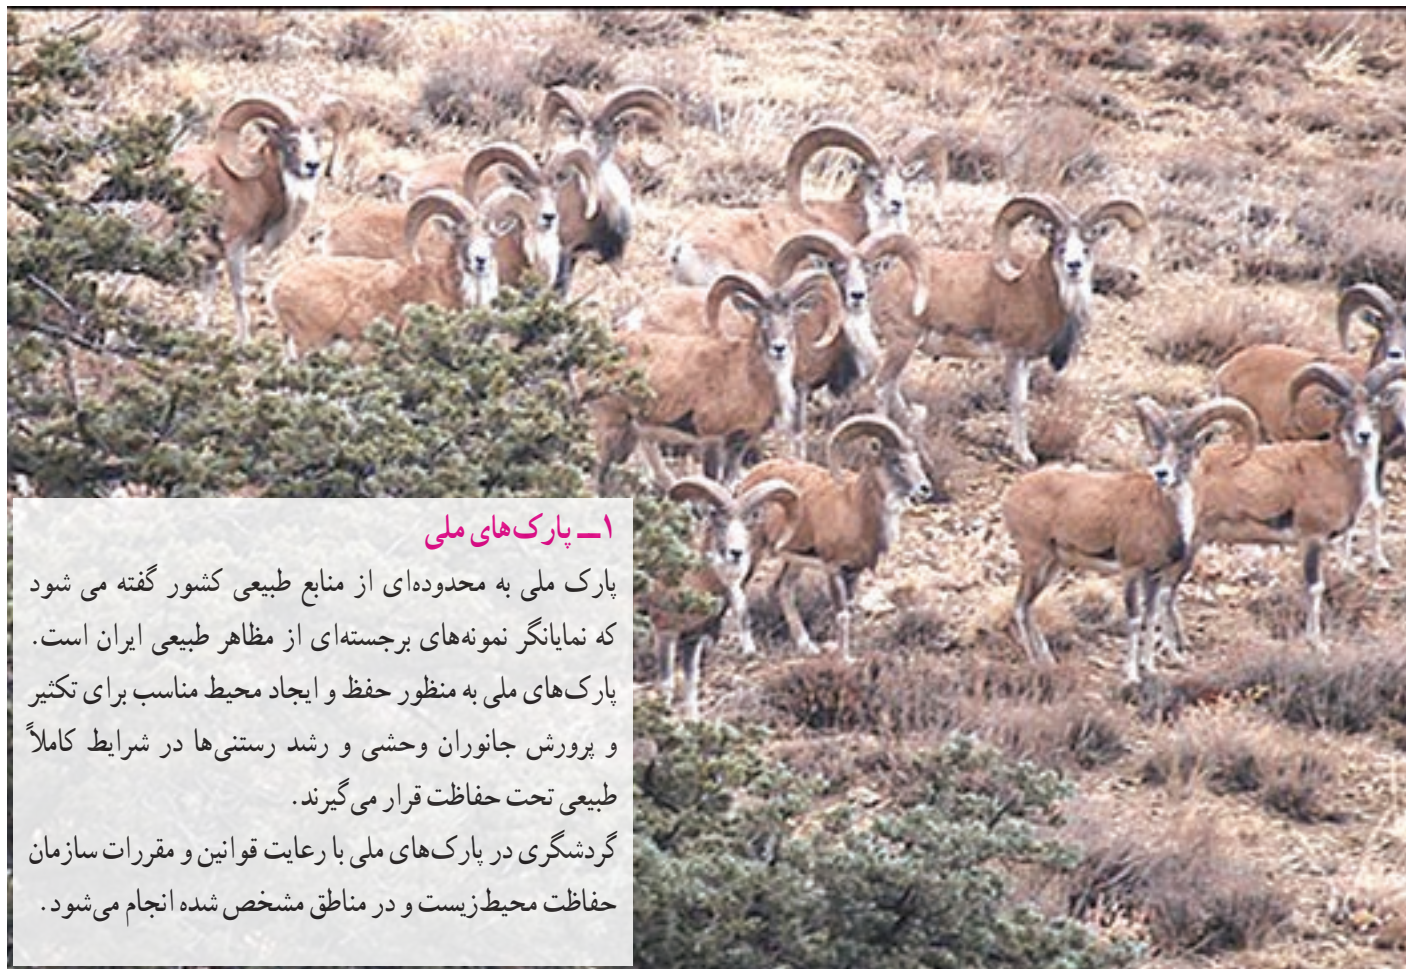 ۱ــ پارک‌های ملی
پارک ملی به محدوده‌ای از منابع طبیعی کشور گفته می شود
که نمایانگر نمونه‌های برجسته‌ای از مظاهر طبیعی ایران است.
پارک‌های ملی به منظور حفظ و ایجاد محیط مناسب برای تکثیر
و پرورش جانوران وحشی و رشد رستنی‌ها در شرایط کاملاً
طبیعی تحت حفاظت قرار می‌گیرند.
گردشگری در پارک‌های ملی با رعایت قوانین و مقررات سازمان
حفاظت محیط‌زیست و در مناطق مشخص شده انجام می‌شود.